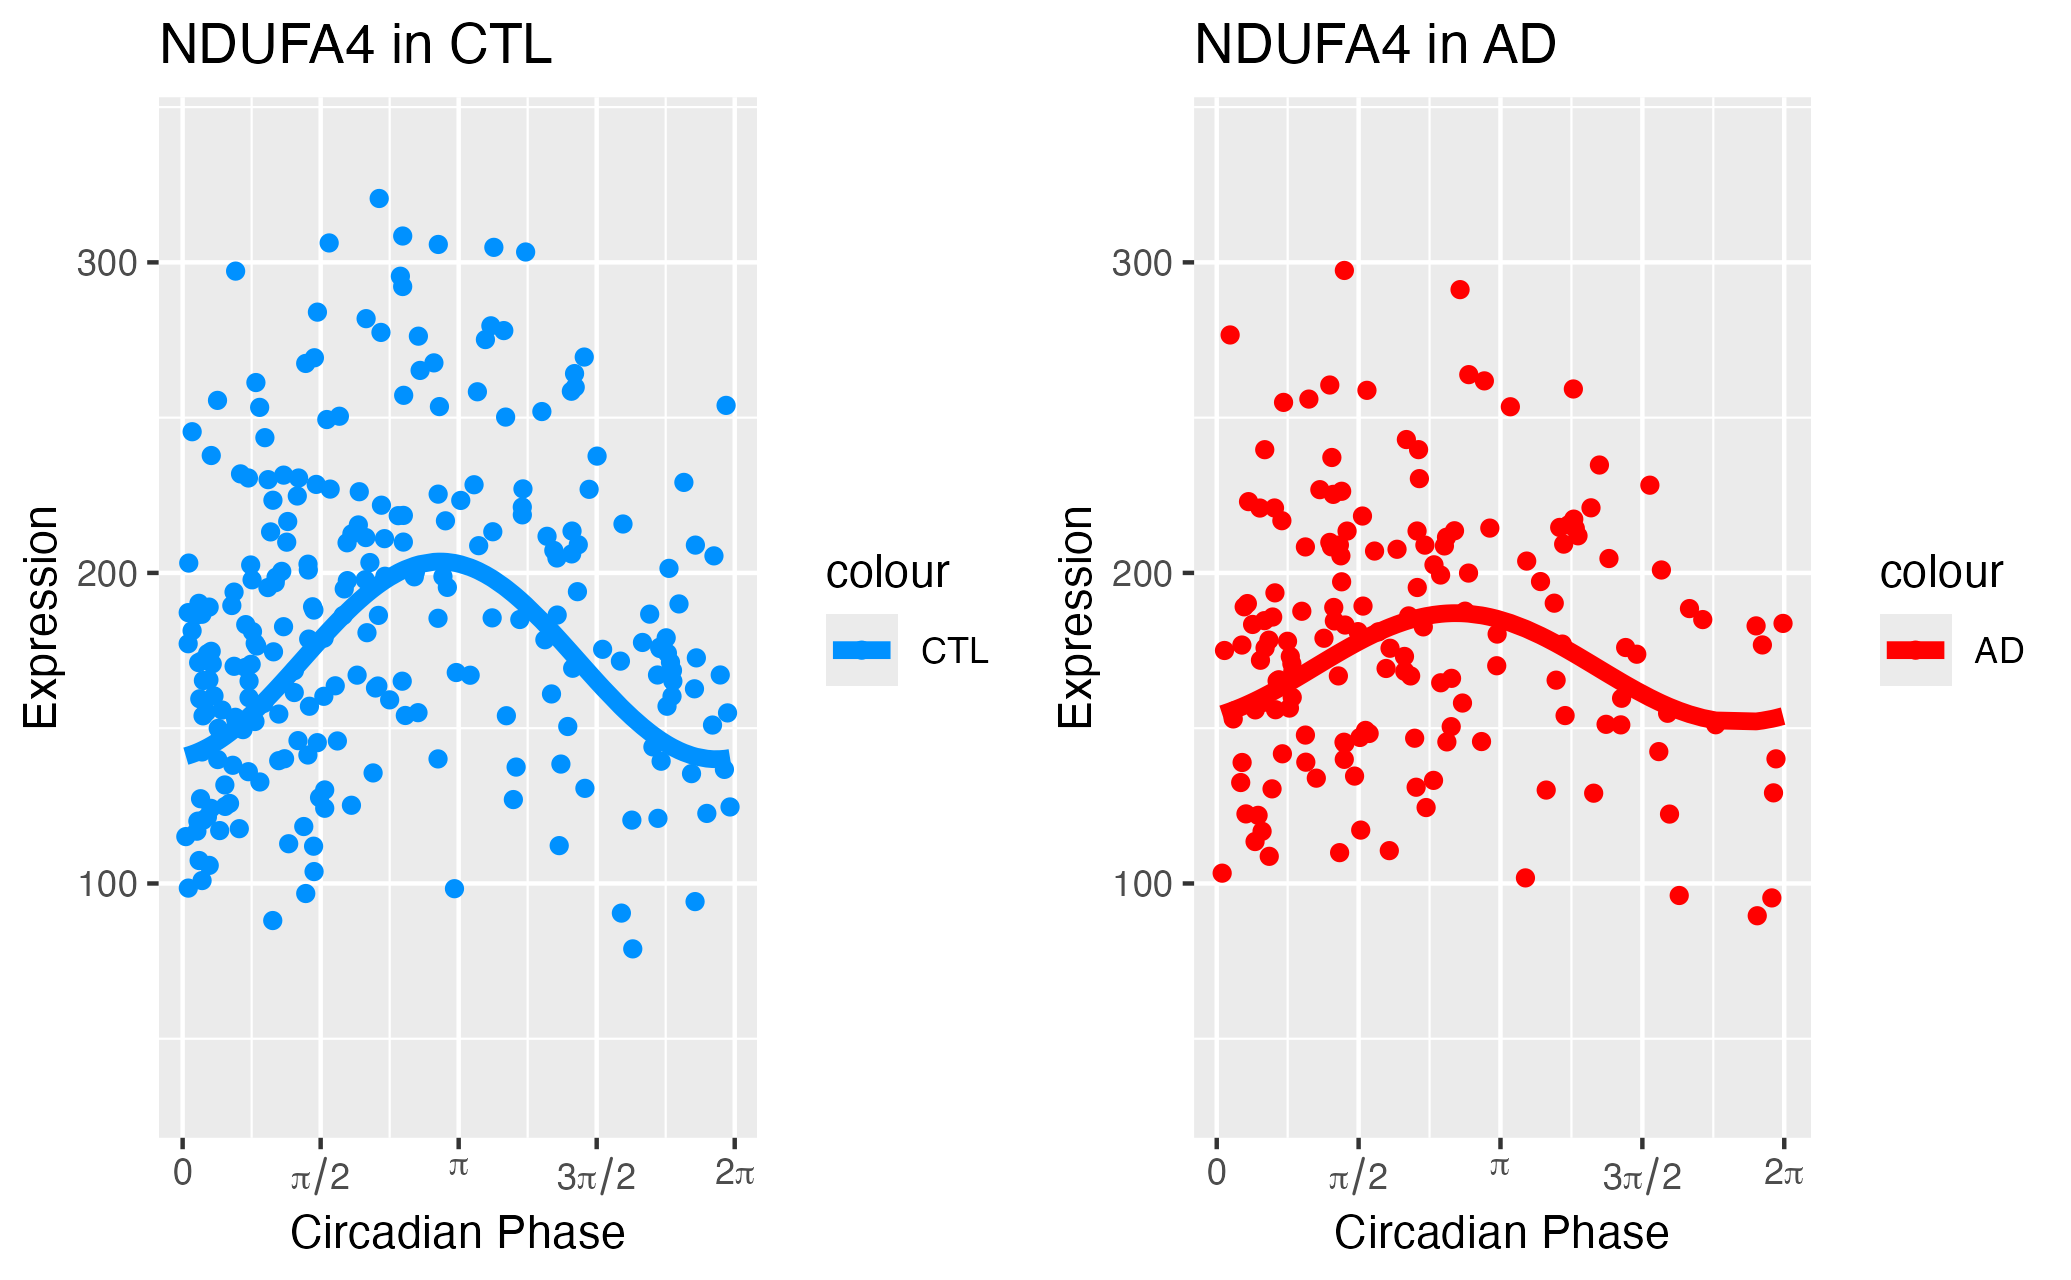 NDUFA4 in CTL
Expression
300
200
100
0
π/2
π
3π/2
2π
Circadian Phase
colour
CTL
NDUFA4 in AD
Expression
300
200
100
0
π/2
π
3π/2
2π
Circadian Phase
colour
AD